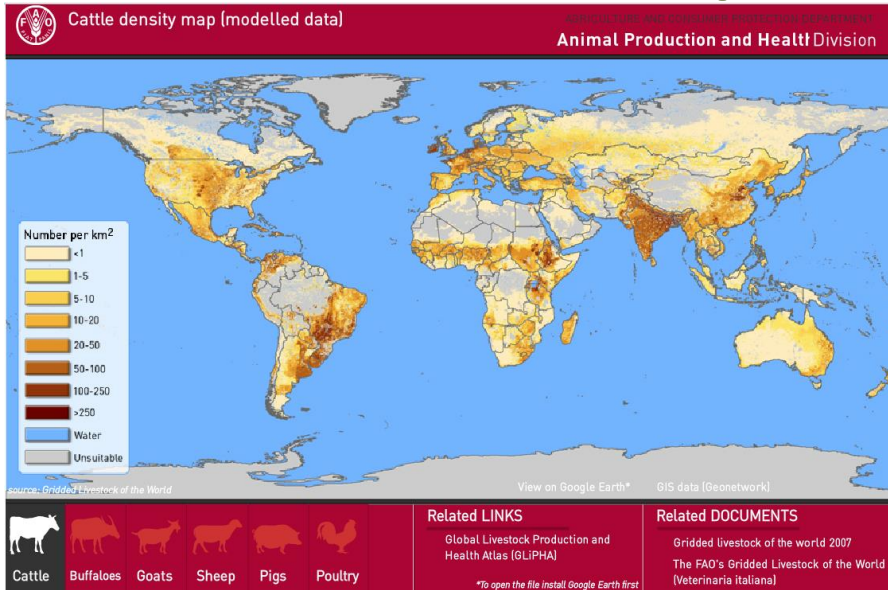 FAO
FIAT PANIS
Cattle density map (modelled data)
AGRICULTURE AND CONSUMER PROTECTION DEPARTMENT
Animal Production and Health Division
Number per km²
<1
1-5
5-10
10-20
20-50
50-100
100-250
>250
Water
Unsuitable
source: Gridded Livestock of the World
View on Google Earth*
GIS data (Geonetwork)
Cattle
Buffaloes
Goats
Sheep
Pigs
Poultry
Related LINKS
Global Livestock Production and
Health Atlas (GLiPHA)
*To open the file install Google Earth first
Related DOCUMENTS
Gridded livestock of the world 2007
The FAO's Gridded Livestock of the World
(Veterinaria italiana)